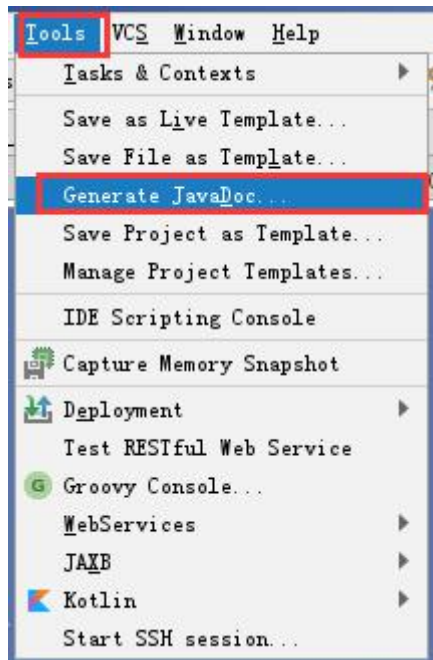 Tools VCS Window Help
Tasks & Contexts
Save as Live Template...
Save File as Template...
Generate JavaDoc...
Save Project as Template...
Manage Project Templates...
IDE Scripting Console
Capture Memory Snapshot
Deployment
Test RESTful Web Service
G Groovy Console...
WebServices
JAXB
Kotlin
Start SSH session...